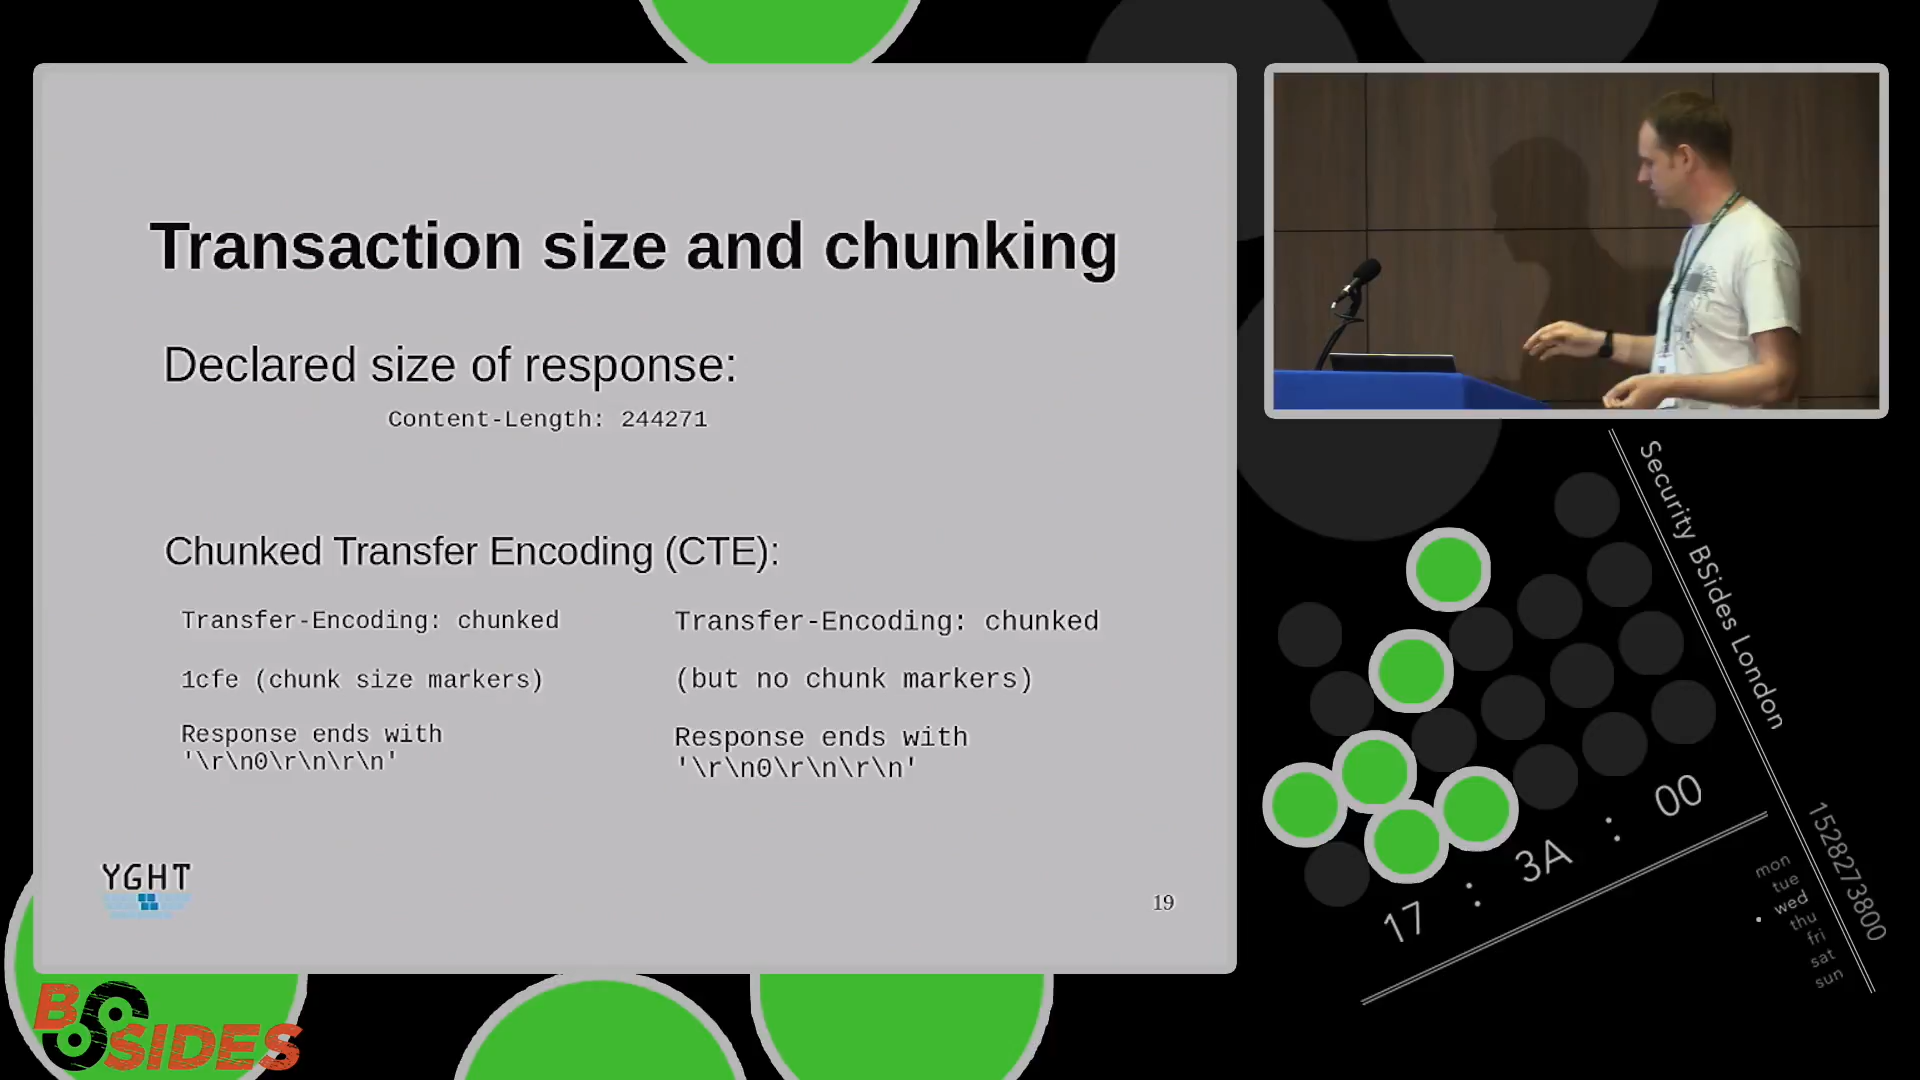 Transaction size and chunking
Declared size of response:
Content-Length: 244271
Chunked Transfer Encoding (CTE):
Transfer-Encoding: chunked
1cfe (chunk size markers)
Response ends with
'\r\n0\r\n\r\n'
Transfer-Encoding: chunked
(but no chunk markers)
Response ends with
'\r\n0\r\n\r\n'
YGHT
19
BSIDES
Security BSides London
17 : 3A : 00
1528273800
mon
tue
wed
thu
fri
sat
sun